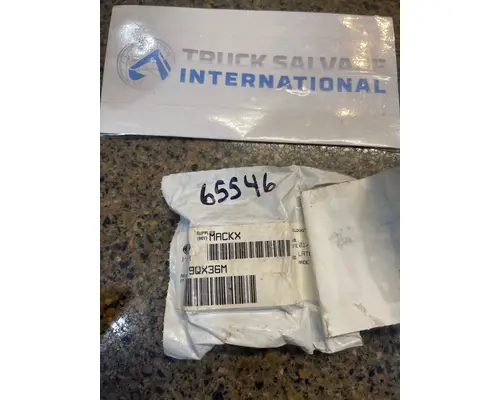 TRUCK SALVAGE
INTERNATIONAL
65546
MACKX
9QX36M